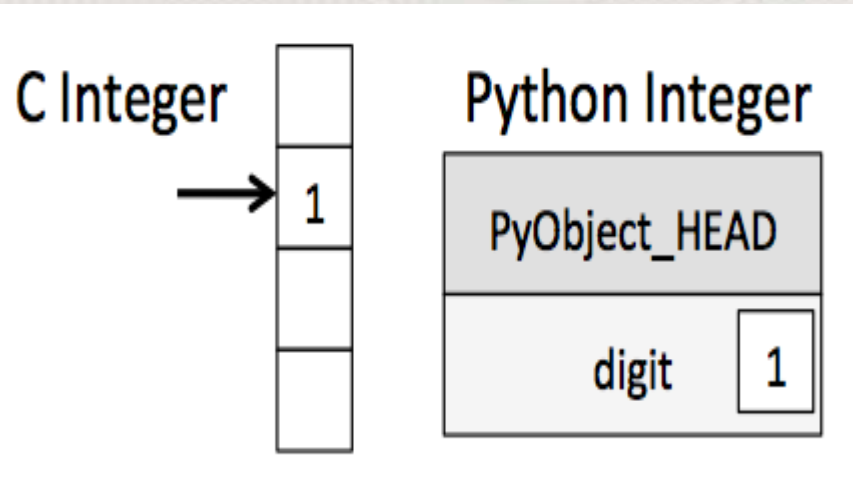 C Integer
1
Python Integer
PyObject_HEAD
digit 1